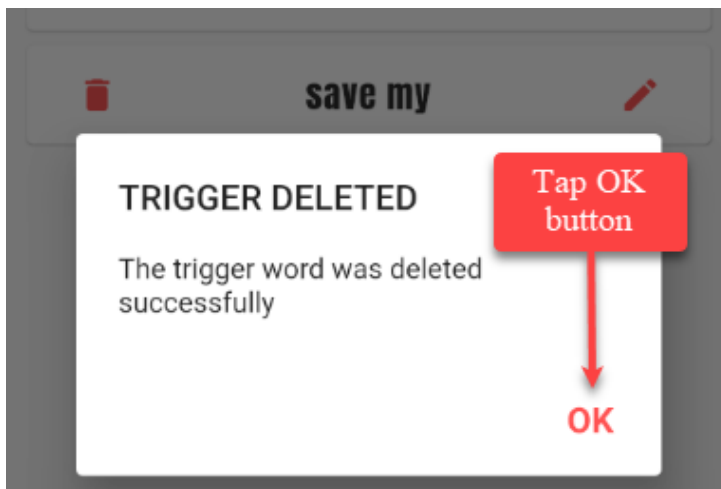 save my
TRIGGER DELETED
Tap OK
button
The trigger word was deleted
successfully
OK